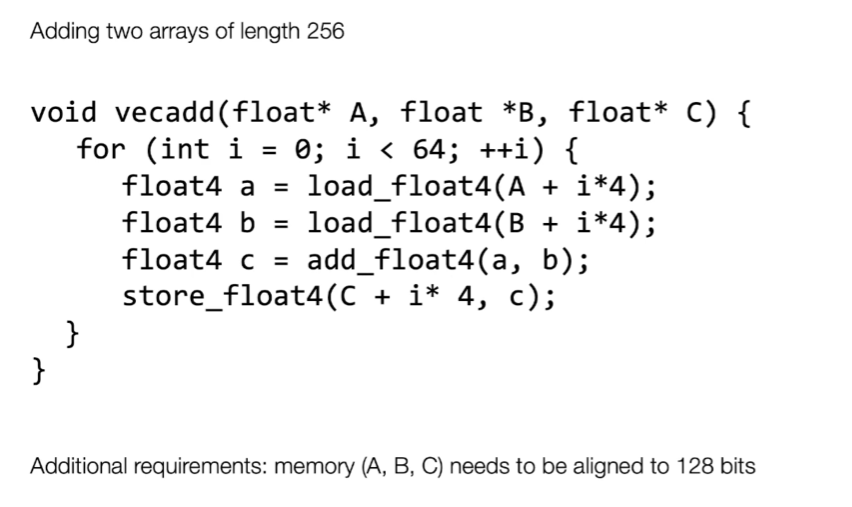 Adding two arrays of length 256
void vecadd(float* A, float *B, float* C) {
for (int i = 0; i < 64; ++i) {
float4 a = load_float4(A + i*4);
float4 b = load_float4(B + i*4);
float4 c = add_float4(a, b);
store_float4(C + i* 4, c);
}
}
Additional requirements: memory (A, B, C) needs to be aligned to 128 bits